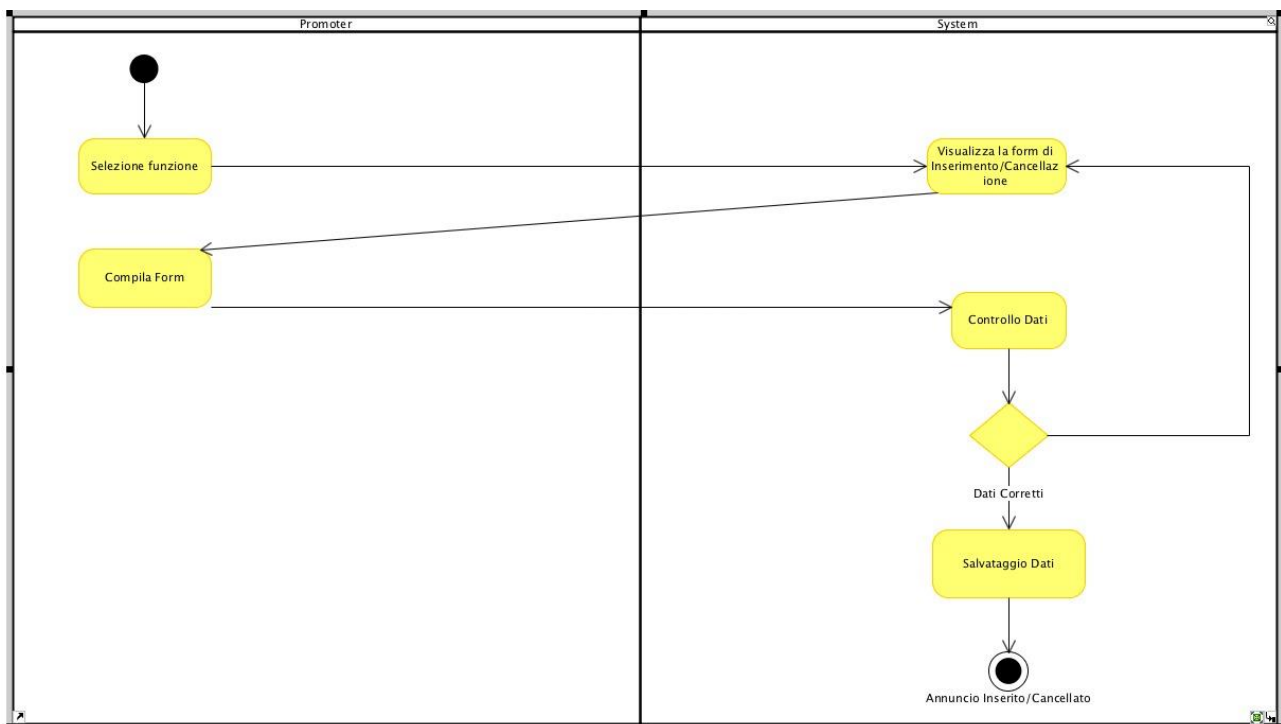 Promoter
System
Selezione funzione
Visualizza la form di
Inserimento/Cancellaz
ione
Compila Form
Controllo Dati
Dati Corretti
Salvataggio Dati
Annuncio Inserito/Cancellato